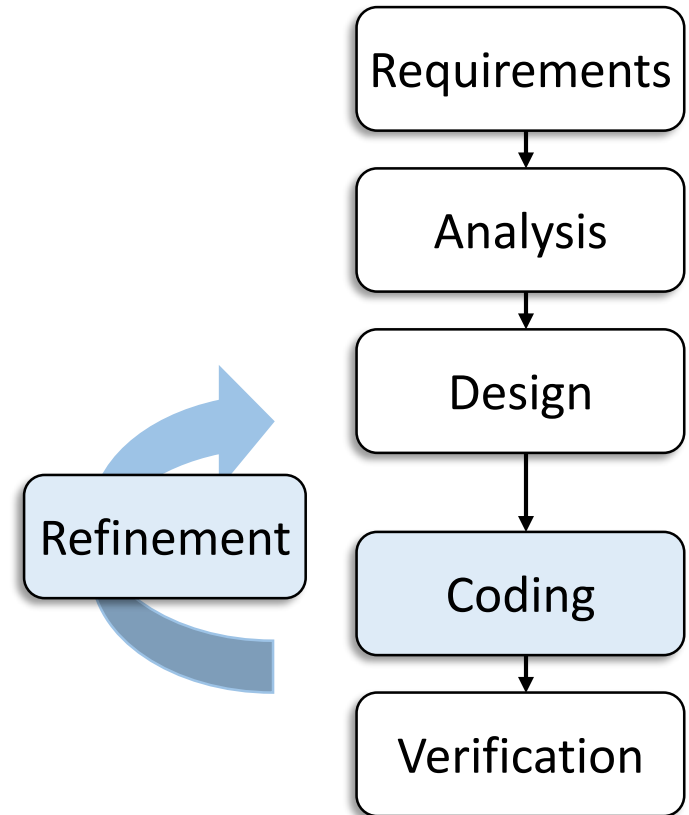 Requirements
Analysis
Design
Refinement
Coding
Verification